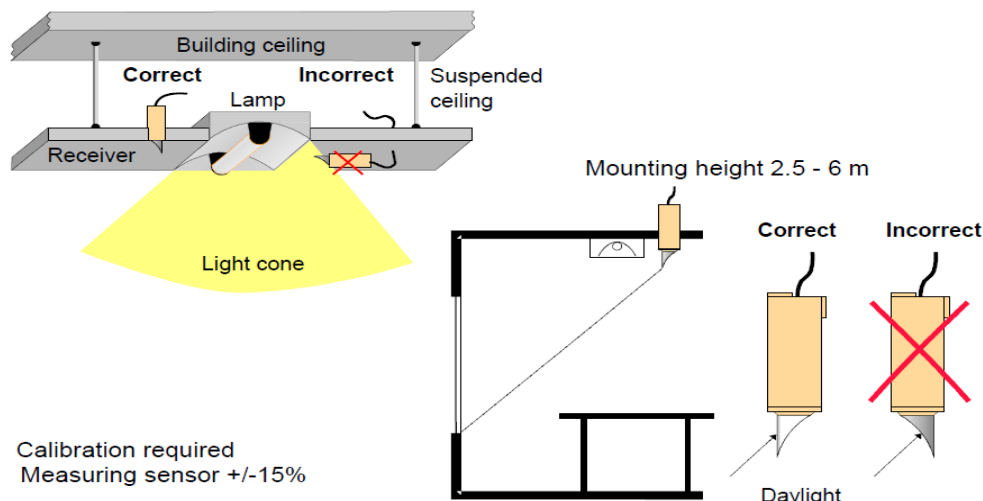 Building ceiling
Correct
Incorrect
Suspended
ceiling
Lamp
Receiver
Light cone
Mounting height 2.5 - 6 m
Correct
Incorrect
Calibration required
Measuring sensor +/-15%
Daylight